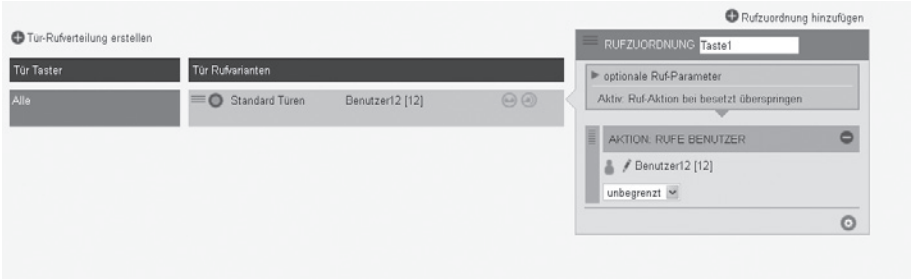 Rufzuordnung hinzufügen
Tür-Rufverteilung erstellen
RUFZUORDNUNG Taste1
Tür Taster
Tür Rufvarianten
optionale Ruf-Parameter
Alle
Standard Türen Benutzer12 [12]
Aktiv: Ruf-Aktion bei besetzt überspringen
AKTION: RUFE BENUTZER
Benutzer12 [12]
unbegrenzt